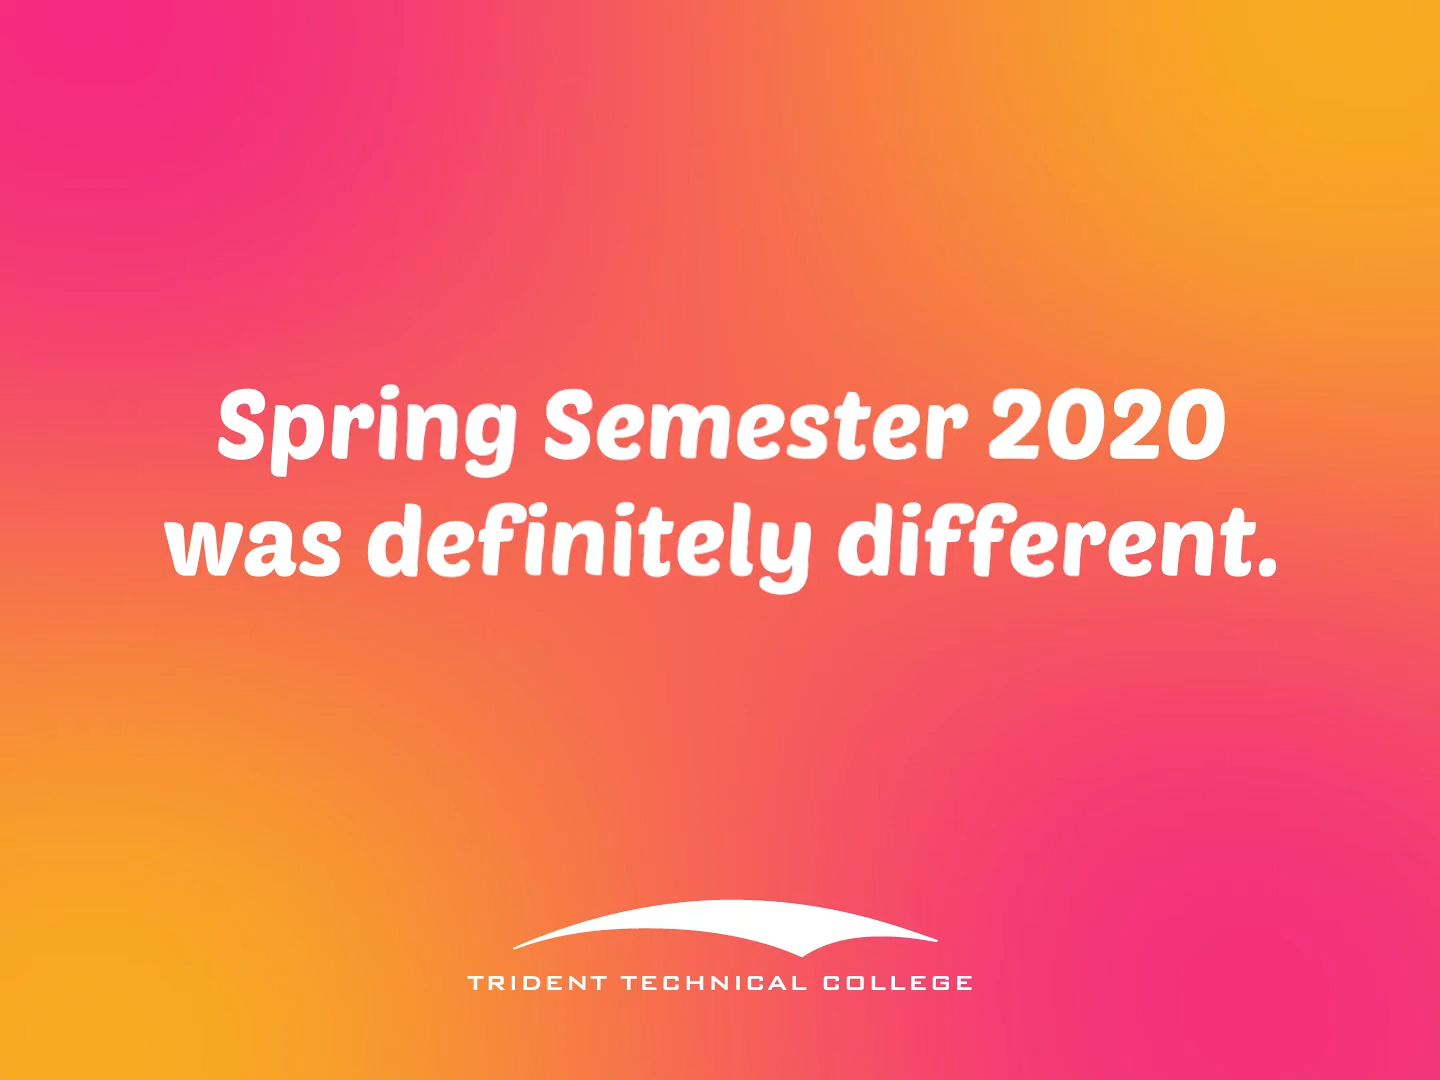 Spring Semester 2020
was definitely different.
TRIDENT TECHNICAL COLLEGE